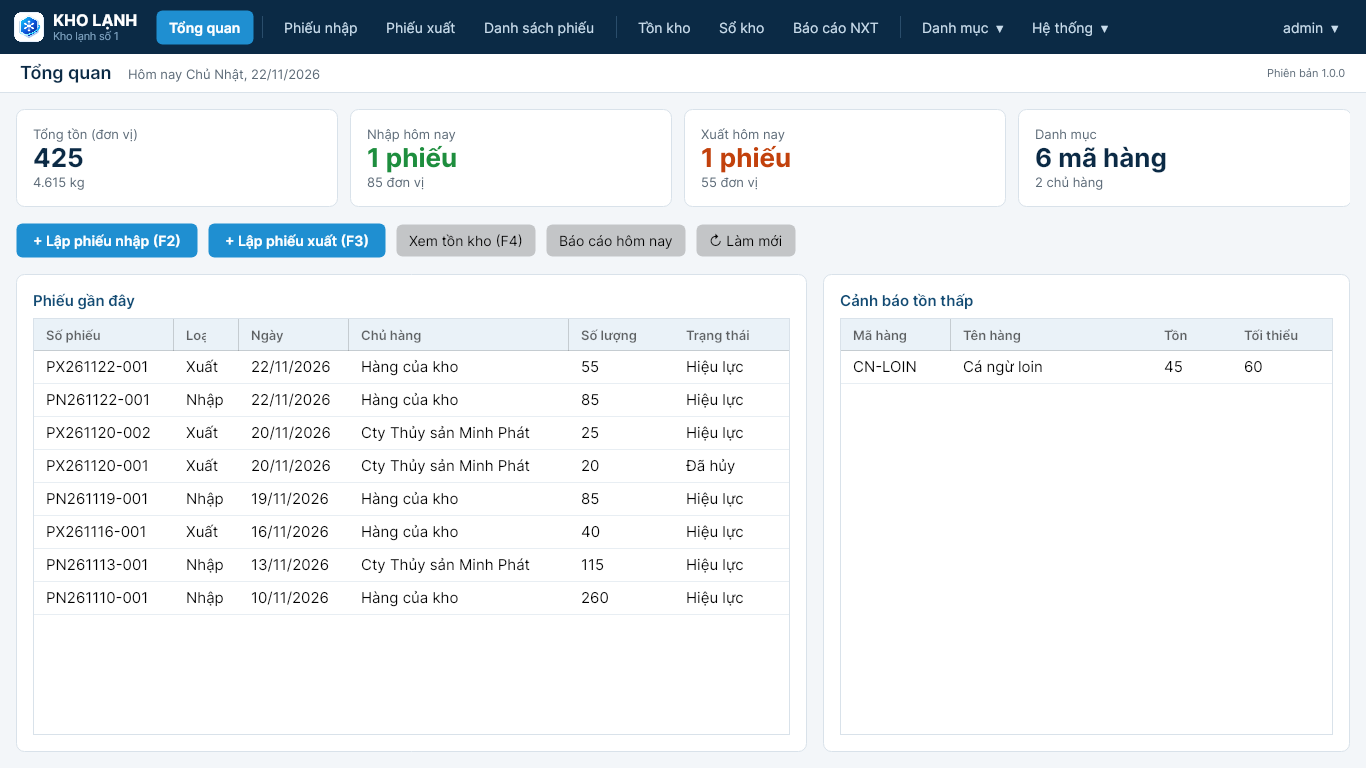 KHO LẠNH
Kho lạnh số 1
Tổng quan
Phiếu nhập
Phiếu xuất
Danh sách phiếu
Tồn kho
Sổ kho
Báo cáo NXT
Danh mục ▾
Hệ thống ▾
admin ▾
Tổng quan
Hôm nay Chủ Nhật, 22/11/2026
Phiên bản 1.0.0
Tổng tồn (đơn vị)
425
4.615 kg
Nhập hôm nay
1 phiếu
85 đơn vị
Xuất hôm nay
1 phiếu
55 đơn vị
Danh mục
6 mã hàng
2 chủ hàng
+ Lập phiếu nhập (F2)
+ Lập phiếu xuất (F3)
Xem tồn kho (F4)
Báo cáo hôm nay
↻ Làm mới
Phiếu gần đây
Số phiếu Loạ Ngày Chủ hàng Số lượng Trạng thái
PX261122-001 Xuất 22/11/2026 Hàng của kho 55 Hiệu lực
PN261122-001 Nhập 22/11/2026 Hàng của kho 85 Hiệu lực
PX261120-002 Xuất 20/11/2026 Cty Thủy sản Minh Phát 25 Hiệu lực
PX261120-001 Xuất 20/11/2026 Cty Thủy sản Minh Phát 20 Đã hủy
PN261119-001 Nhập 19/11/2026 Hàng của kho 85 Hiệu lực
PX261116-001 Xuất 16/11/2026 Hàng của kho 40 Hiệu lực
PN261113-001 Nhập 13/11/2026 Cty Thủy sản Minh Phát 115 Hiệu lực
PN261110-001 Nhập 10/11/2026 Hàng của kho 260 Hiệu lực
Cảnh báo tồn thấp
Mã hàng Tên hàng Tồn Tối thiểu
CN-LOIN Cá ngừ loin 45 60